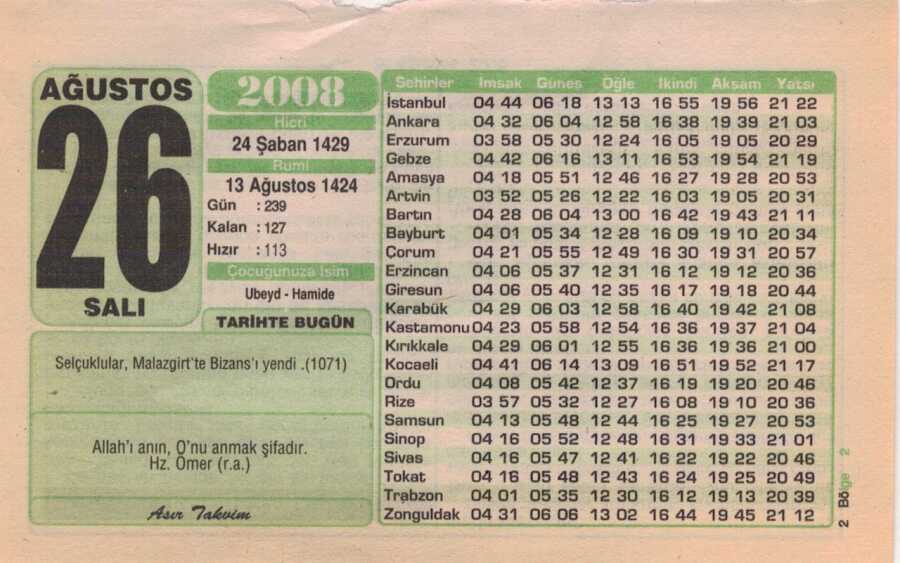 AĞUSTOS
26
SALI
2008
Hicri
24 Şaban 1429
Rumi
13 Ağustos 1424
Gün : 239
Kalan : 127
Hızır : 113
Çocuğunuza İsim
Ubeyd - Hamide
TARİHTE BUGÜN
Selçuklular, Malazgirt'te Bizans'ı yendi .(1071)
Allah'ı anın, O'nu anmak şifadır.
Hz. Ömer (r.a.)
Asır Takvim
Şehirler İmsak Güneş Öğle İkindi Akşam Yatsı
İstanbul 04 44 06 18 13 13 16 55 19 56 21 22
Ankara 04 32 06 04 12 58 16 38 19 39 21 03
Erzurum 03 58 05 30 12 24 16 05 19 05 20 29
Gebze 04 42 06 16 13 11 16 53 19 54 21 19
Amasya 04 18 05 51 12 46 16 27 19 28 20 53
Artvin 03 52 05 26 12 22 16 03 19 05 20 31
Bartın 04 28 06 04 13 00 16 42 19 43 21 11
Bayburt 04 01 05 34 12 28 16 09 19 10 20 34
Çorum 04 21 05 55 12 49 16 30 19 31 20 57
Erzincan 04 06 05 37 12 31 16 12 19 12 20 36
Giresun 04 06 05 40 12 35 16 17 19 18 20 44
Karabük 04 29 06 03 12 58 16 40 19 42 21 08
Kastamonu 04 23 05 58 12 54 16 36 19 37 21 04
Kırıkkale 04 29 06 01 12 55 16 36 19 36 21 00
Kocaeli 04 41 06 14 13 09 16 51 19 52 21 17
Ordu 04 08 05 42 12 37 16 19 19 20 20 46
Rize 03 57 05 32 12 27 16 08 19 10 20 36
Samsun 04 13 05 48 12 44 16 25 19 27 20 53
Sinop 04 16 05 52 12 48 16 31 19 33 21 01
Sivas 04 16 05 47 12 41 16 22 19 22 20 46
Tokat 04 16 05 48 12 43 16 24 19 25 20 49
Trabzon 04 01 05 35 12 30 16 12 19 13 20 39
Zonguldak 04 31 06 06 13 02 16 44 19 45 21 12
2 Bölge 2